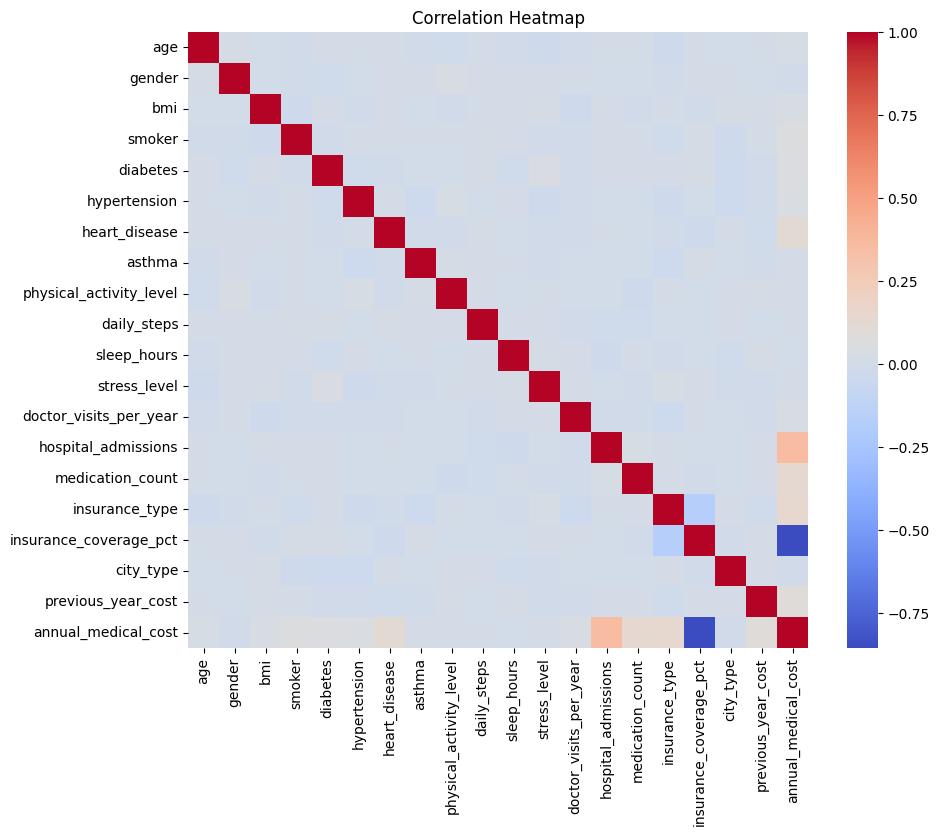 Correlation Heatmap
age
gender
bmi
smoker
diabetes
hypertension
heart_disease
asthma
physical_activity_level
daily_steps
sleep_hours
stress_level
doctor_visits_per_year
hospital_admissions
medication_count
insurance_type
insurance_coverage_pct
city_type
previous_year_cost
annual_medical_cost
age
gender
bmi
smoker
diabetes
hypertension
heart_disease
asthma
physical_activity_level
daily_steps
sleep_hours
stress_level
doctor_visits_per_year
hospital_admissions
medication_count
insurance_type
insurance_coverage_pct
city_type
previous_year_cost
annual_medical_cost
1.00
0.75
0.50
0.25
0.00
−0.25
−0.50
−0.75